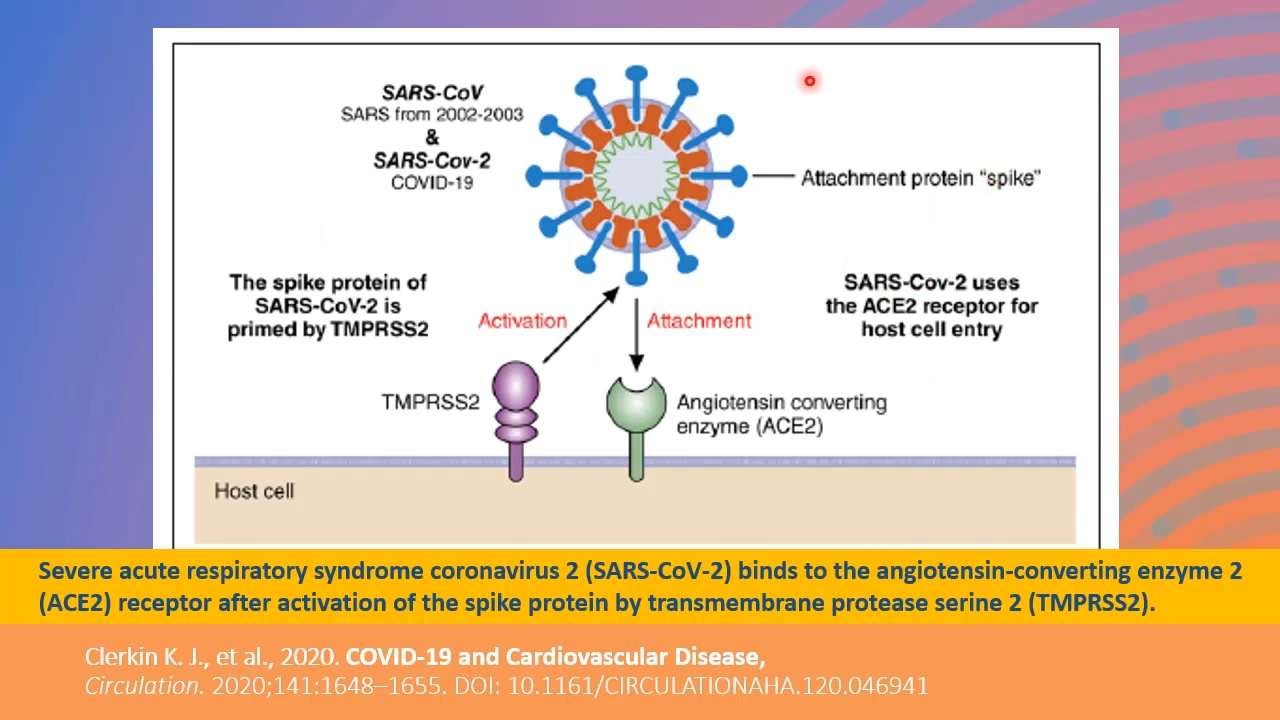 SARS-CoV
SARS from 2002-2003
&
SARS-Cov-2
COVID-19
Attachment protein “spike”
The spike protein of
SARS-CoV-2 is
primed by TMPRSS2
Activation
Attachment
SARS-Cov-2 uses
the ACE2 receptor for
host cell entry
TMPRSS2
Angiotensin converting
enzyme (ACE2)
Host cell
Severe acute respiratory syndrome coronavirus 2 (SARS-CoV-2) binds to the angiotensin-converting enzyme 2
(ACE2) receptor after activation of the spike protein by transmembrane protease serine 2 (TMPRSS2).
Clerkin K. J., et al., 2020. COVID-19 and Cardiovascular Disease,
Circulation. 2020;141:1648–1655. DOI: 10.1161/CIRCULATIONAHA.120.046941